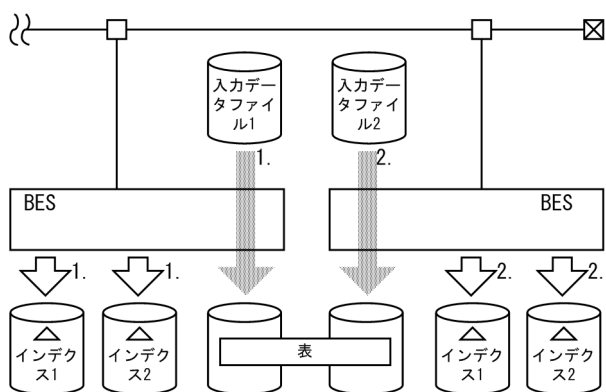 入力デー
タファイ
ル1
入力デー
タファイ
ル2
1.
2.
BES
BES
1.
1.
2.
2.
インデク
ス1
インデク
ス2
表
インデク
ス1
インデク
ス2